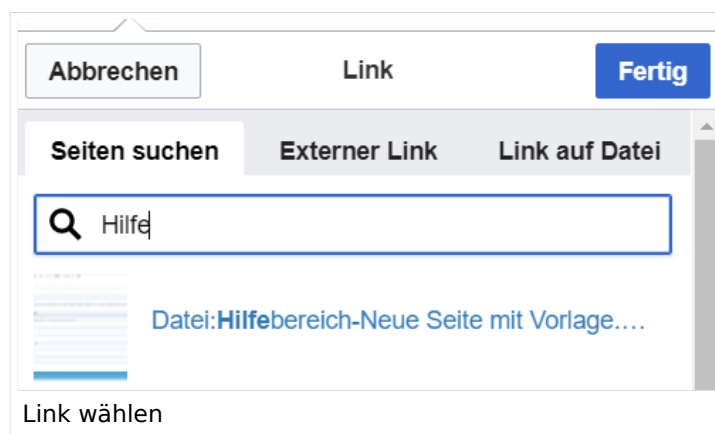 Abbrechen Link Fertig
Seiten suchen Externer Link Link auf Datei
Hilfe
Datei:Hilfebereich-Neue Seite mit Vorlage.…
Link wählen